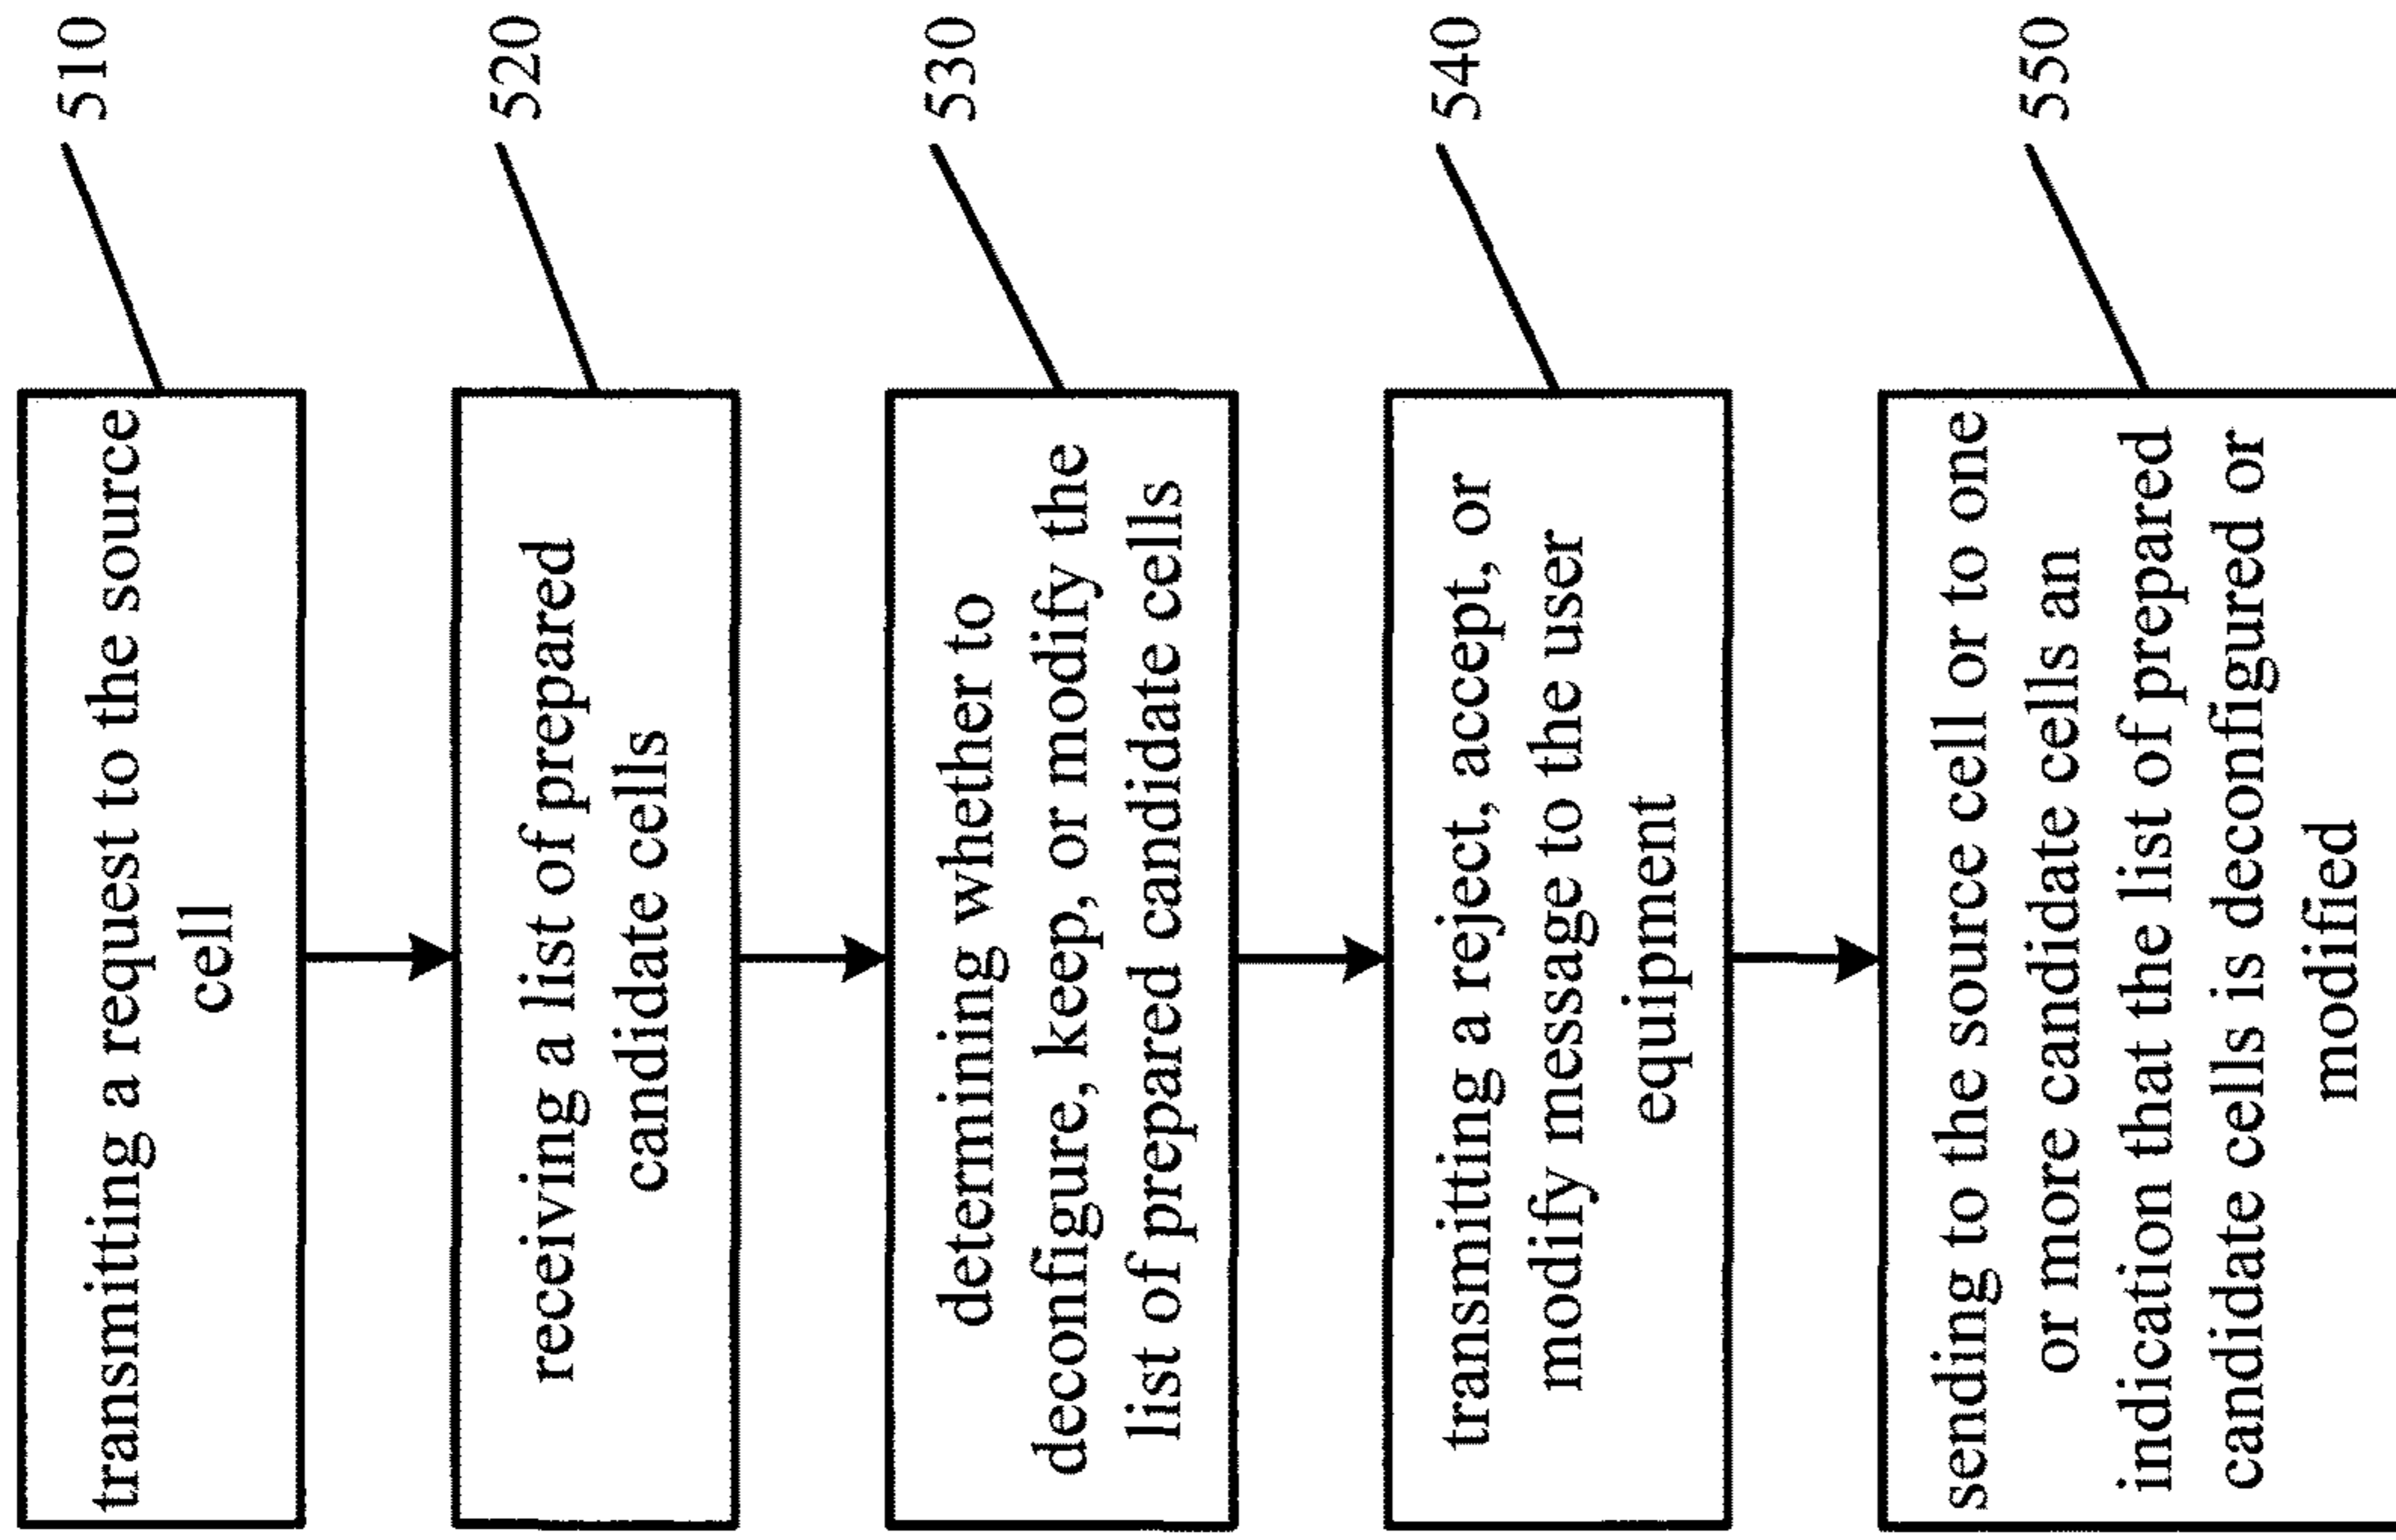 transmitting a request to the source
cell
510
receiving a list of prepared
candidate cells
520
determining whether to
deconfigure, keep, or modify the
list of prepared candidate cells
530
transmitting a reject, accept, or
modify message to the user
equipment
540
sending to the source cell or to one
or more candidate cells an
indication that the list of prepared
candidate cells is deconfigured or
modified
550